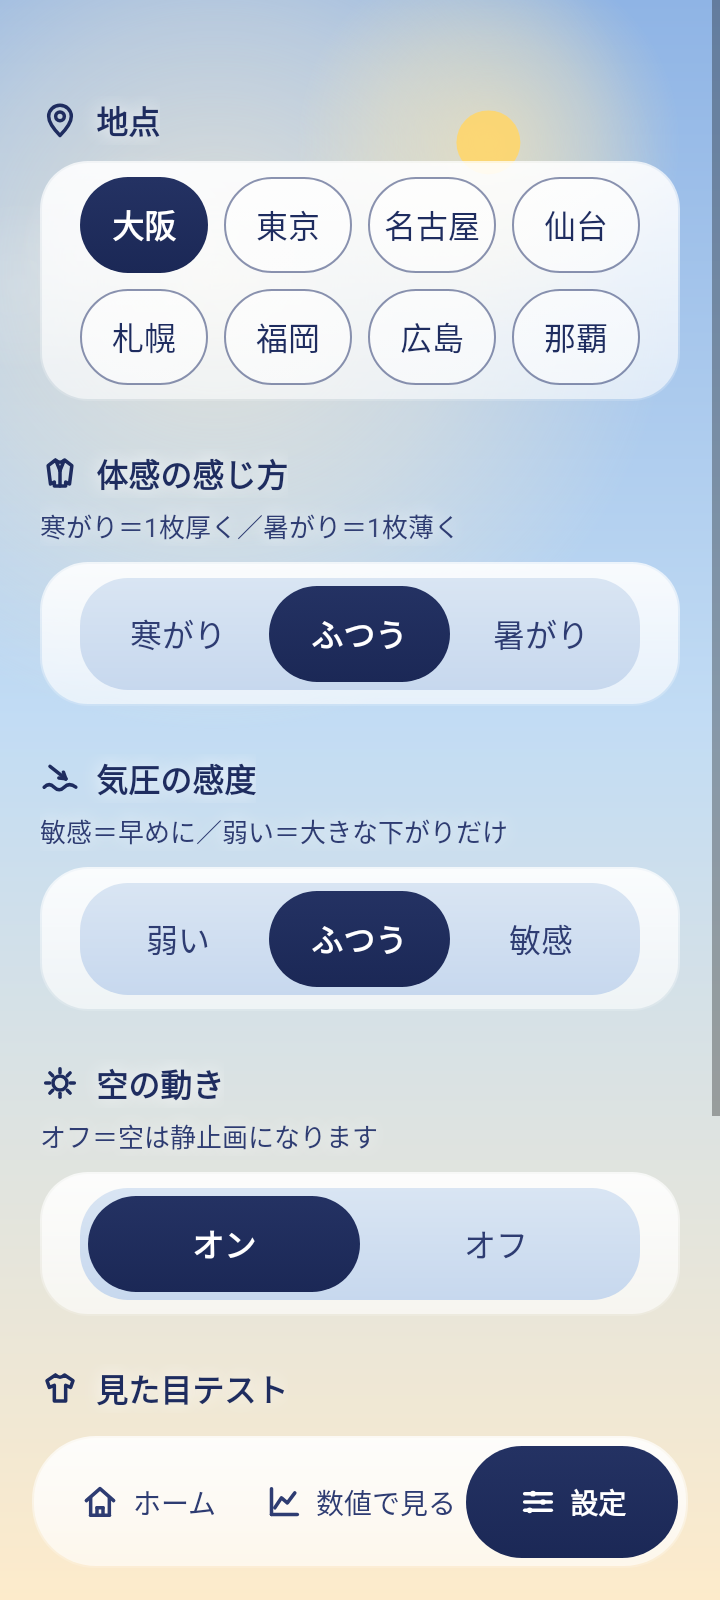 地点
大阪 東京 名古屋 仙台
札幌 福岡 広島 那覇
体感の感じ方
寒がり＝1枚厚く／暑がり＝1枚薄く
寒がり ふつう 暑がり
気圧の感度
敏感＝早めに／弱い＝大きな下がりだけ
弱い ふつう 敏感
空の動き
オフ＝空は静止画になります
オン オフ
見た目テスト
ホーム 数値で見る 設定